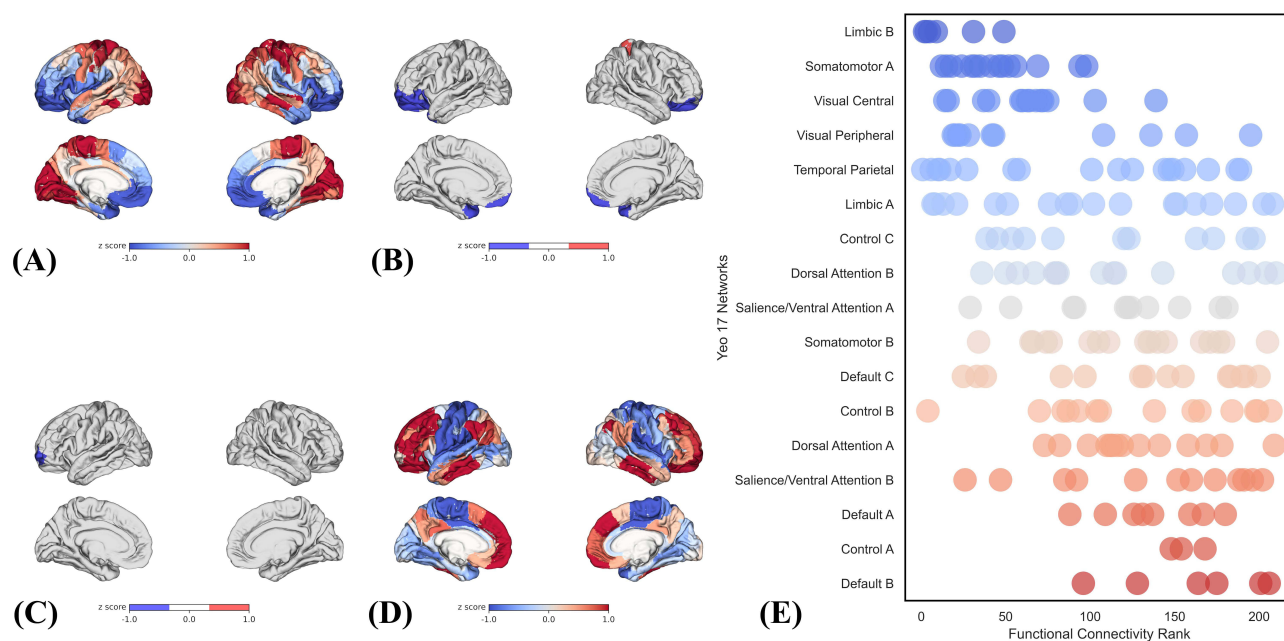 (A)
z score
-1.0 0.0 1.0
(B)
z score
-1.0 0.0 1.0
(C)
z score
-1.0 0.0 1.0
(D)
z score
-1.0 0.0 1.0
Yeo 17 Networks
Limbic B
Somatomotor A
Visual Central
Visual Peripheral
Temporal Parietal
Limbic A
Control C
Dorsal Attention B
Salience/Ventral Attention A
Somatomotor B
Default C
Control B
Dorsal Attention A
Salience/Ventral Attention B
Default A
Control A
Default B
0 50 100 150 200
Functional Connectivity Rank
(E)